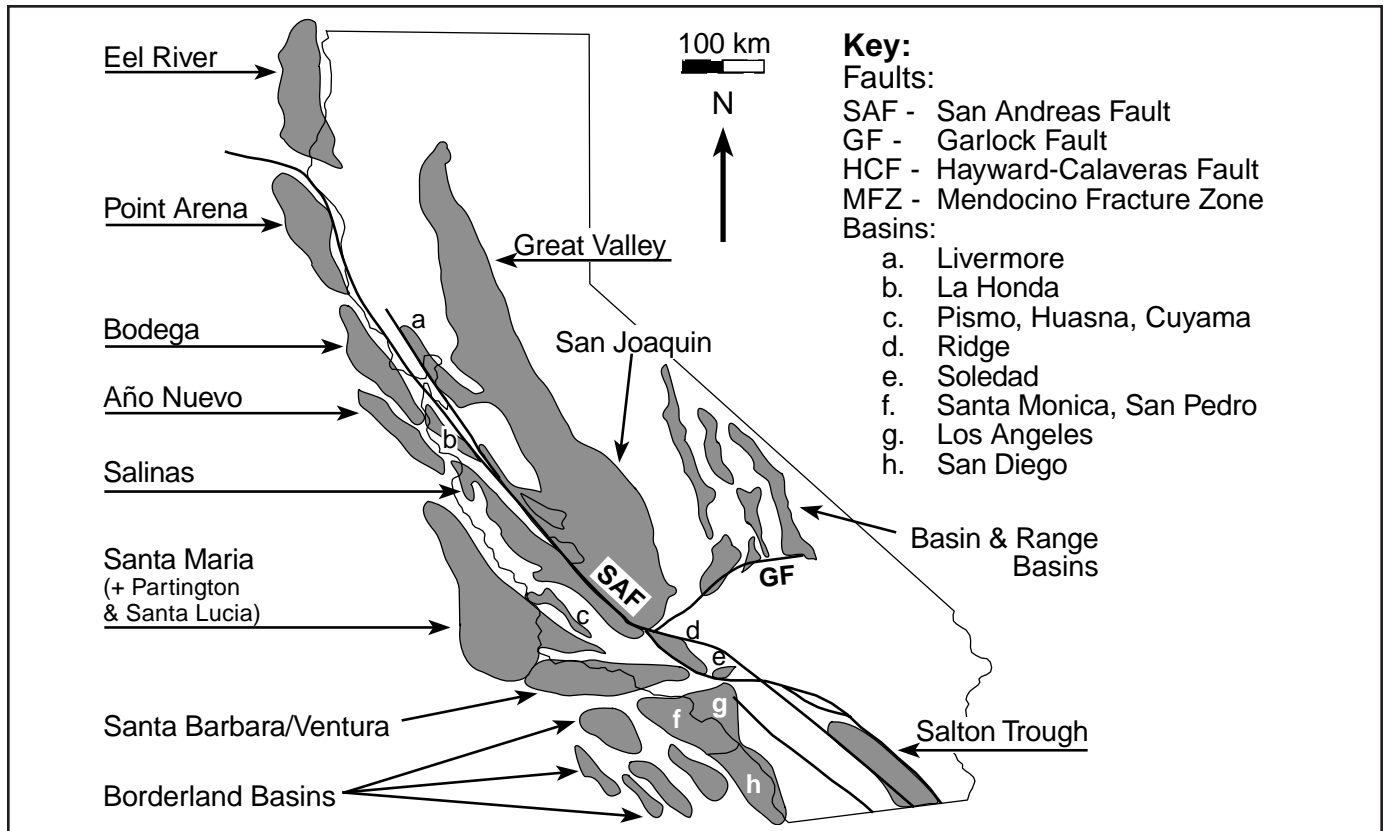 Eel River
Point Arena
Bodega
Año Nuevo
Salinas
Santa Maria
(+ Partington
& Santa Lucia)
Santa Barbara/Ventura
Borderland Basins
Great Valley
San Joaquin
100 km
N
Basin & Range
Basins
Salton Trough
SAF
GF
a
b
c
d
e
f
g
h
Key:
Faults:
SAF - San Andreas Fault
GF - Garlock Fault
HCF - Hayward-Calaveras Fault
MFZ - Mendocino Fracture Zone
Basins:
a. Livermore
b. La Honda
c. Pismo, Huasna, Cuyama
d. Ridge
e. Soledad
f. Santa Monica, San Pedro
g. Los Angeles
h. San Diego